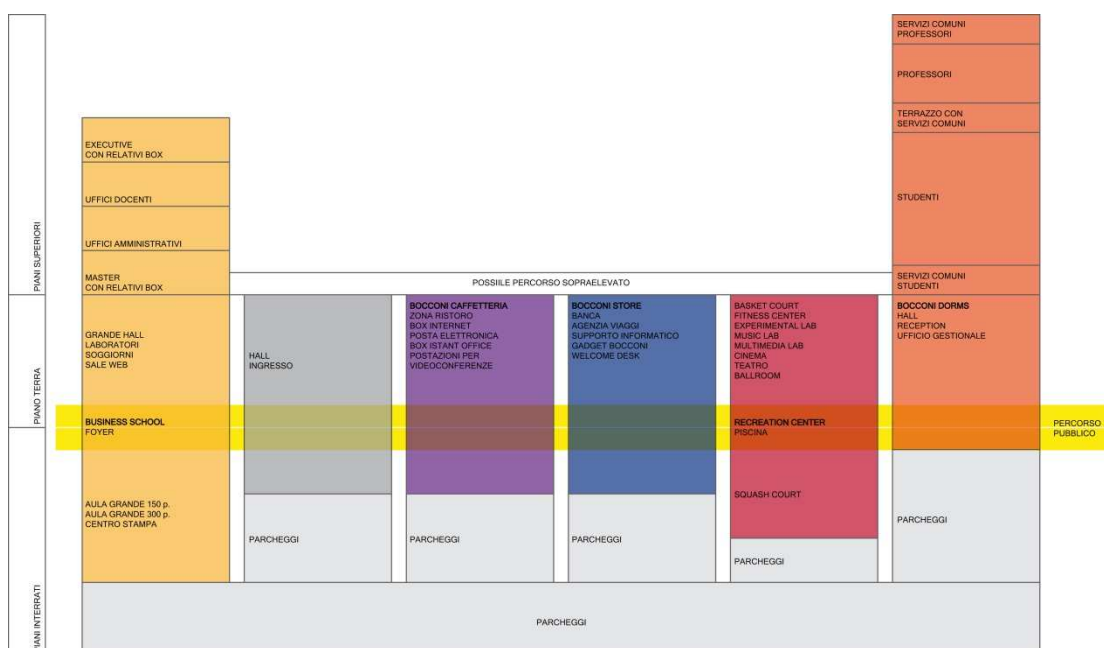 SERVIZI COMUNI
PROFESSORI
PROFESSORI
TERRAZZO CON
SERVIZI COMUNI
STUDENTI
SERVIZI COMUNI
STUDENTI
EXECUTIVE
CON RELATIVI BOX
UFFICI DOCENTI
UFFICI AMMINISTRATIVI
MASTER
CON RELATIVI BOX
PIANI SUPERIORI
POSSIILE PERCORSO SOPRAELEVATO
PIANO TERRA
GRANDE HALL
LABORATORI
SOGGIORNI
SALE WEB
HALL
INGRESSO
BOCCONI CAFFETTERIA
ZONA RISTORO
BOX INTERNET
POSTA ELETTRONICA
BOX ISTANT OFFICE
POSTAZIONI PER
VIDEOCONFERENZE
BOCCONI STORE
BANCA
AGENZIA VIAGGI
SUPPORTO INFORMATICO
GADGET BOCCONI
WELCOME DESK
BASKET COURT
FITNESS CENTER
EXPERIMENTAL LAB
MUSIC LAB
MULTIMEDIA LAB
CINEMA
TEATRO
BALLROOM
BOCCONI DORMS
HALL
RECEPTION
UFFICIO GESTIONALE
BUSINESS SCHOOL
FOYER
RECREATION CENTER
PISCINA
PERCORSO
PUBBLICO
AULA GRANDE 150 p.
AULA GRANDE 300 p.
CENTRO STAMPA
SQUASH COURT
PARCHEGGI
PARCHEGGI
PARCHEGGI
PARCHEGGI
PARCHEGGI
PIANI INTERRATI
PARCHEGGI